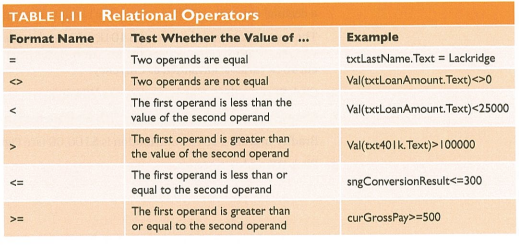 TABLE 1.11 Relational Operators
Format Name Test Whether the Value of ... Example
= Two operands are equal txtLastName.Text = Lackridge
<> Two operands are not equal Val(txtLoanAmount.Text)<>0
< The first operand is less than the value of the second operand Val(txtLoanAmount.Text)<25000
> The first operand is greater than the value of the second operand Val(txt401k.Text)>100000
<= The first operand is less than or equal to the second operand sngConversionResult<=300
>= The first operand is greater than or equal to the second operand curGrossPay>=500